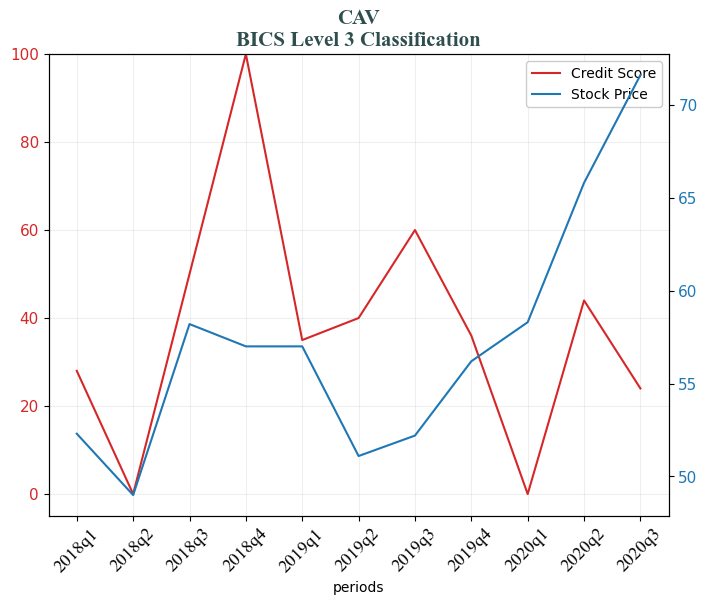 CAV
BICS Level 3 Classification
Credit Score
Stock Price
100
80
60
40
20
0
70
65
60
55
50
2018q1
2018q2
2018q3
2018q4
2019q1
2019q2
2019q3
2019q4
2020q1
2020q2
2020q3
periods